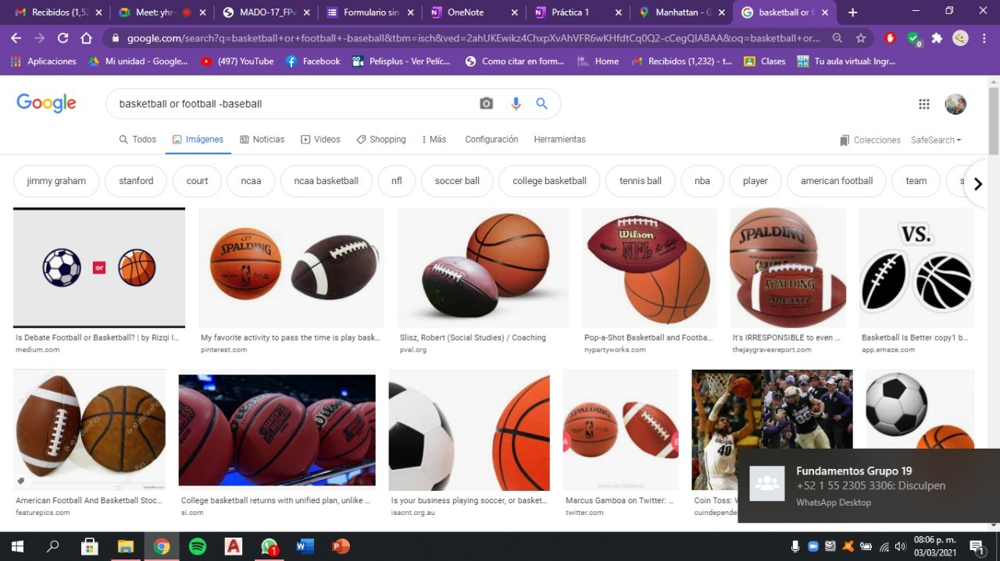 Recibidos (1,52
Meet: yhr-
MADO-17_FPv
Formulario sin
OneNote
Práctica 1
Manhattan - G
basketball or f
google.com/search?q=basketball+or+football+-baseball&tbm=isch&ved=2ahUKEwikz4ChxpXvAhVFR6wKHfdtCq0Q2-cCegQIABAA&oq=basketball+or...
0
Aplicaciones
Mi unidad - Google...
(497) YouTube
Facebook
Pelisplus - Ver Pelíc...
Como citar en form...
Home
Recibidos (1,232) - t...
Clases
Tu aula virtual: Ingr...
Google
basketball or football -baseball
Todos
Imágenes
Noticias
Videos
Shopping
Más
Configuración
Herramientas
Colecciones
SafeSearch
jimmy graham
stanford
court
ncaa
ncaa basketball
nfl
soccer ball
college basketball
tennis ball
nba
player
american football
team
s
or
SPALDING
Wilson
NFL
SPALDING
SPALDING
ADVANCE
VS.
Is Debate Football or Basketball? | by Rizqi I...
medium.com
My favorite activity to pass the time is play bask...
pinterest.com
Slisz, Robert (Social Studies) / Coaching
pval.org
Pop-a-Shot Basketball and Footba...
nypartyworks.com
It's IRRESPONSIBLE to even ...
thejaygravesreport.com
Basketball Is Better copy1 b...
app.emaze.com
SPALDING
40
American Football And Basketball Stoc...
featurepics.com
College basketball returns with unified plan, unlike ...
si.com
Is your business playing soccer, or basket...
isacnt.org.au
Marcus Gamboa on Twitter: ...
twitter.com
Coin Toss: W
cuindepende
Fundamentos Grupo 19
+52 1 55 2305 3306: Disculpen
WhatsApp Desktop
1
08:06 p. m.
03/03/2021
1